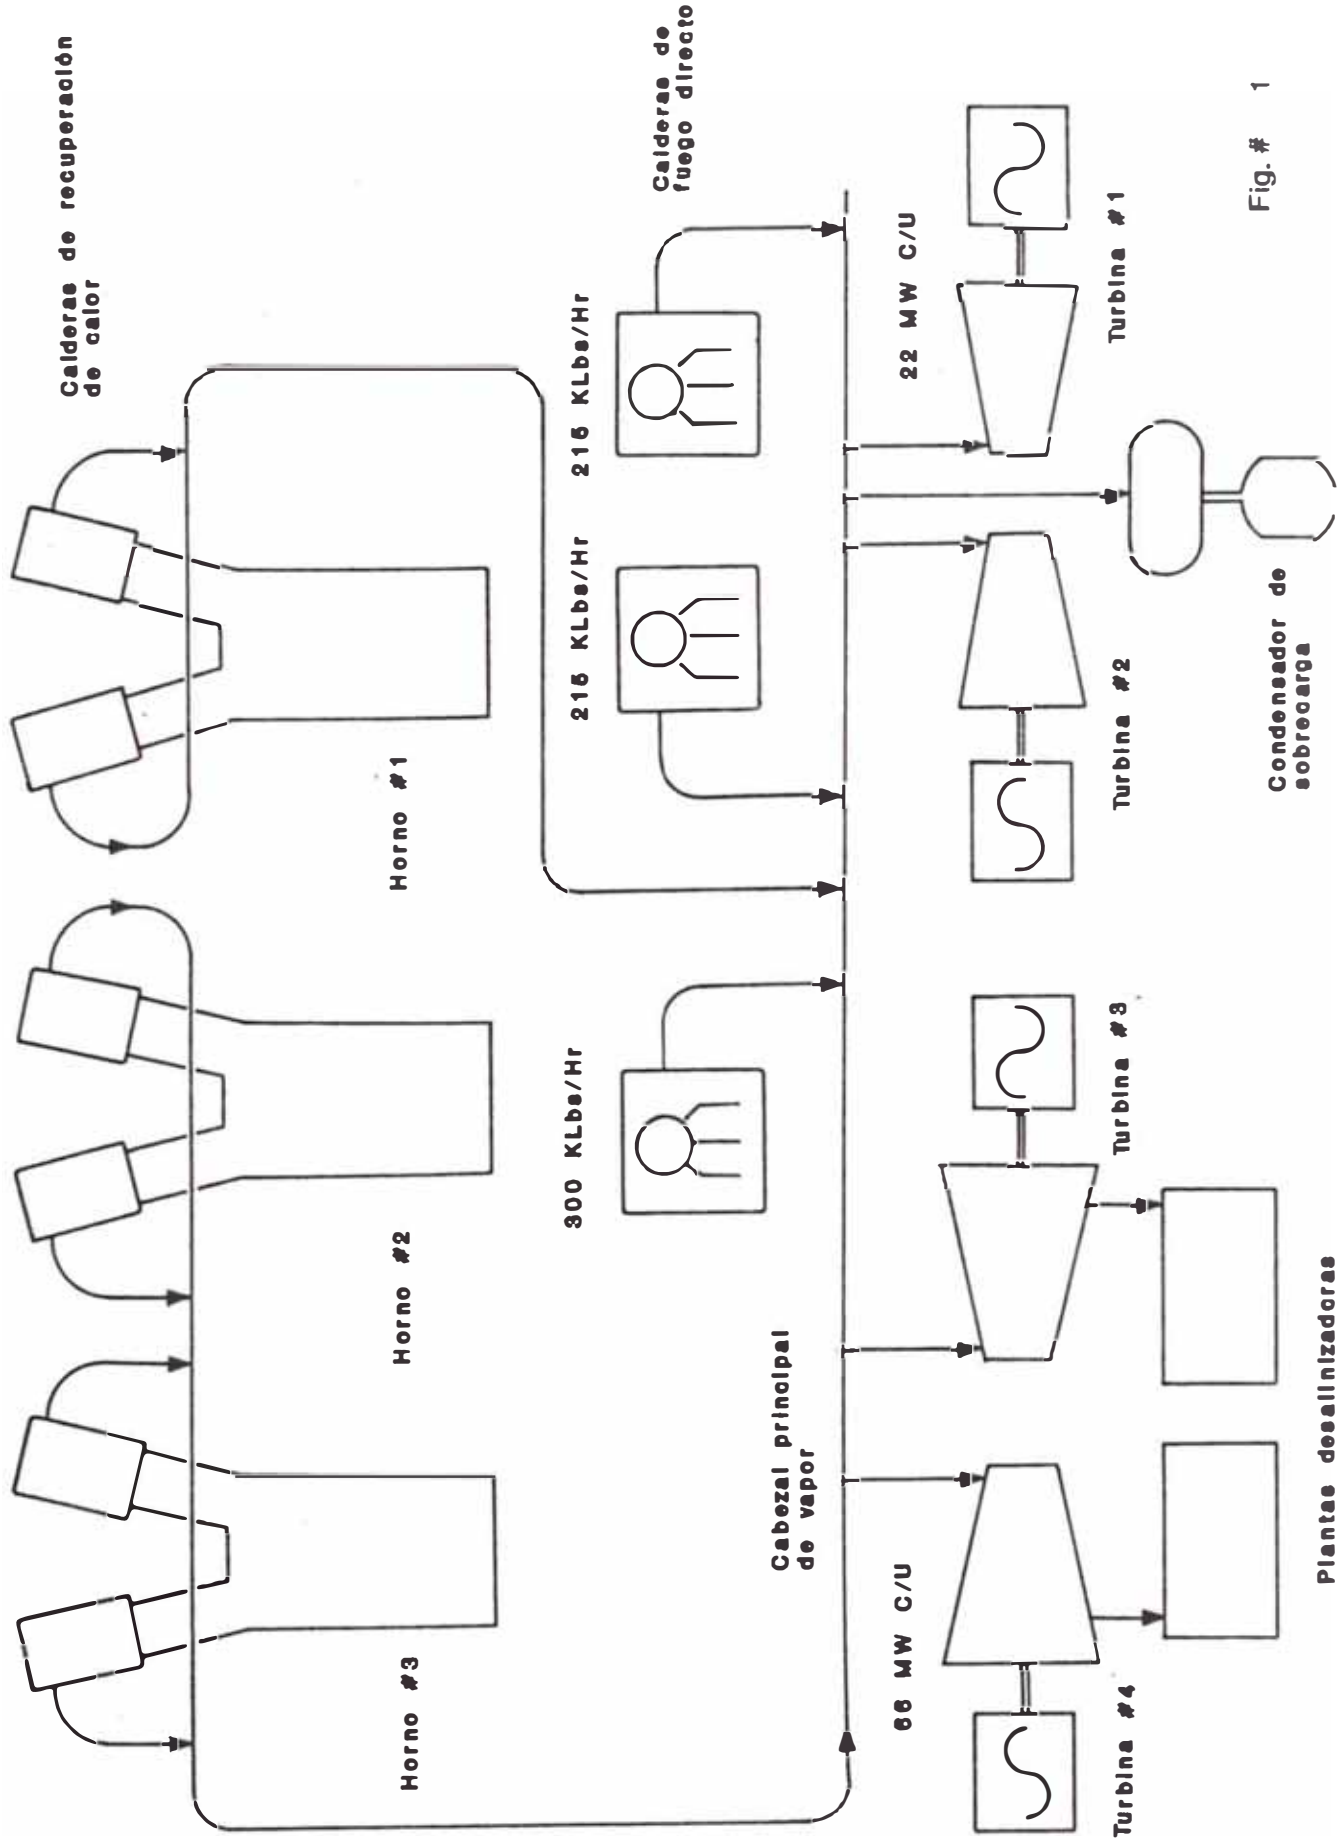 Calderas de recuperación
de calor
Horno #3
Horno #2
Horno #1
300 KLbs/Hr
215 KLbs/Hr
215 KLbs/Hr
Calderas de
fuego directo
Cabezal principal
de vapor
66 MW C/U
22 MW C/U
Turbina #4
Turbina #3
Turbina #2
Turbina #1
Plantas desalinizadoras
Condensador de
sobrecarga
Fig. # 1